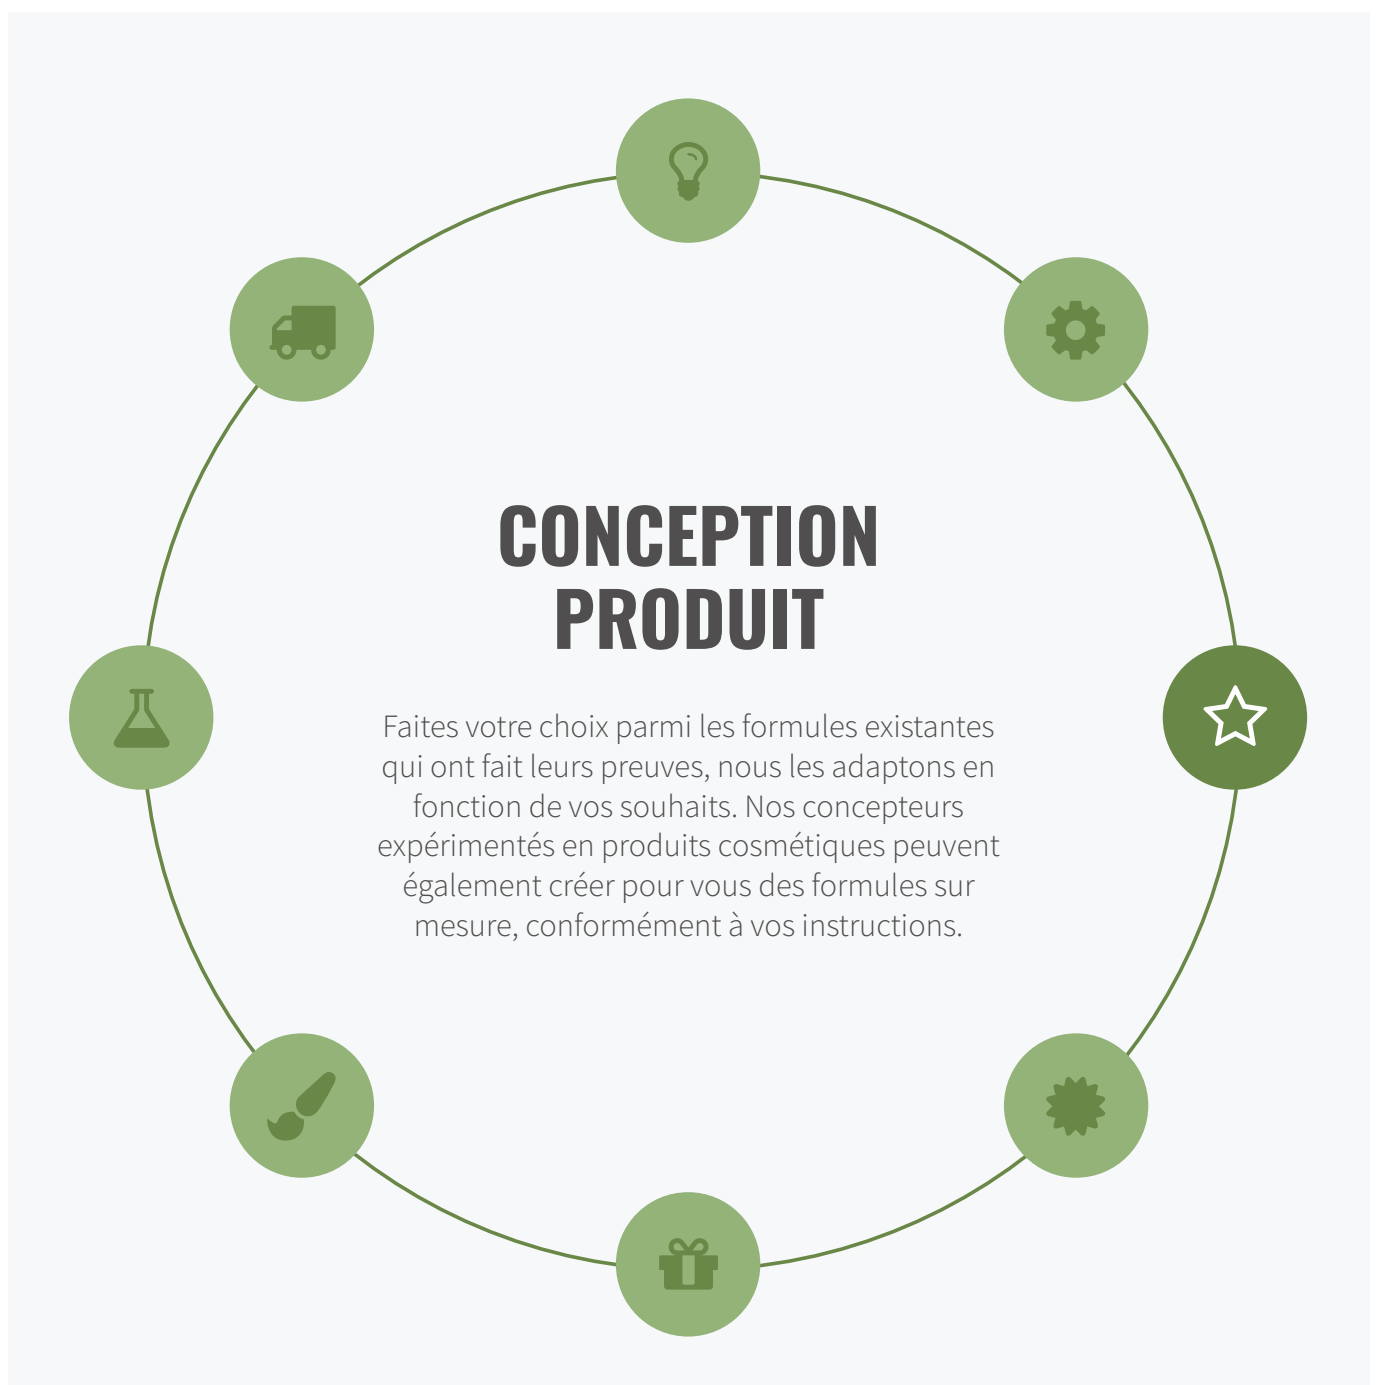 CONCEPTION
PRODUIT
Faites votre choix parmi les formules existantes
qui ont fait leurs preuves, nous les adaptons en
fonction de vos souhaits. Nos concepteurs
expérimentés en produits cosmétiques peuvent
également créer pour vous des formules sur
mesure, conformément à vos instructions.